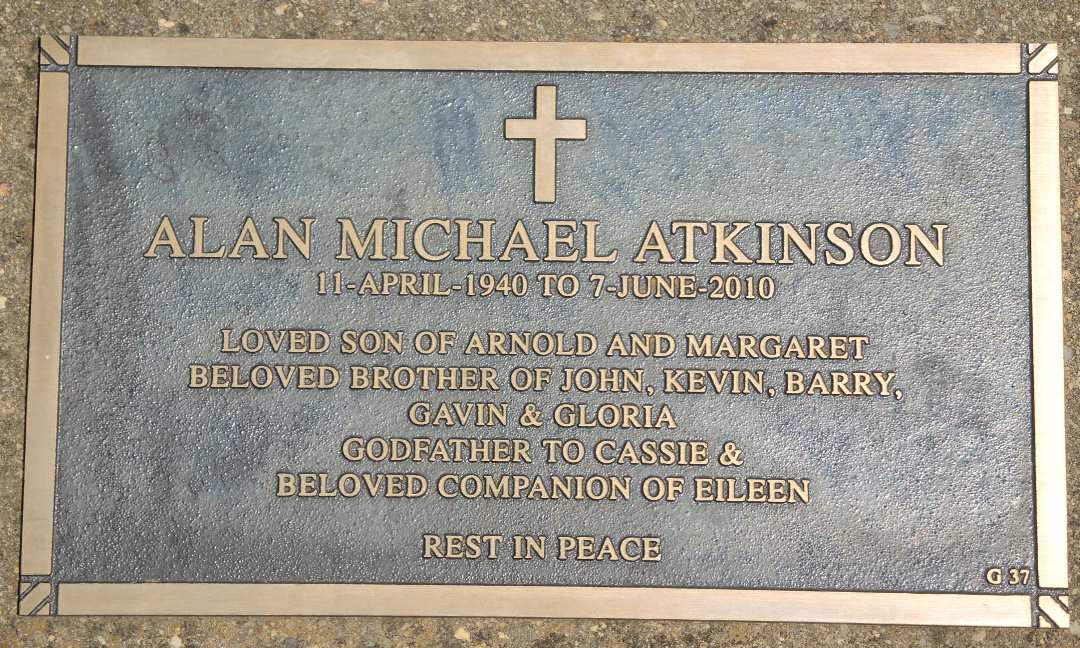 ALAN MICHAEL ATKINSON
11-APRIL-1940 TO 7-JUNE-2010
LOVED SON OF ARNOLD AND MARGARET
BELOVED BROTHER OF JOHN, KEVIN, BARRY,
GAVIN & GLORIA
GODFATHER TO CASSIE &
BELOVED COMPANION OF EILEEN
REST IN PEACE
G 37